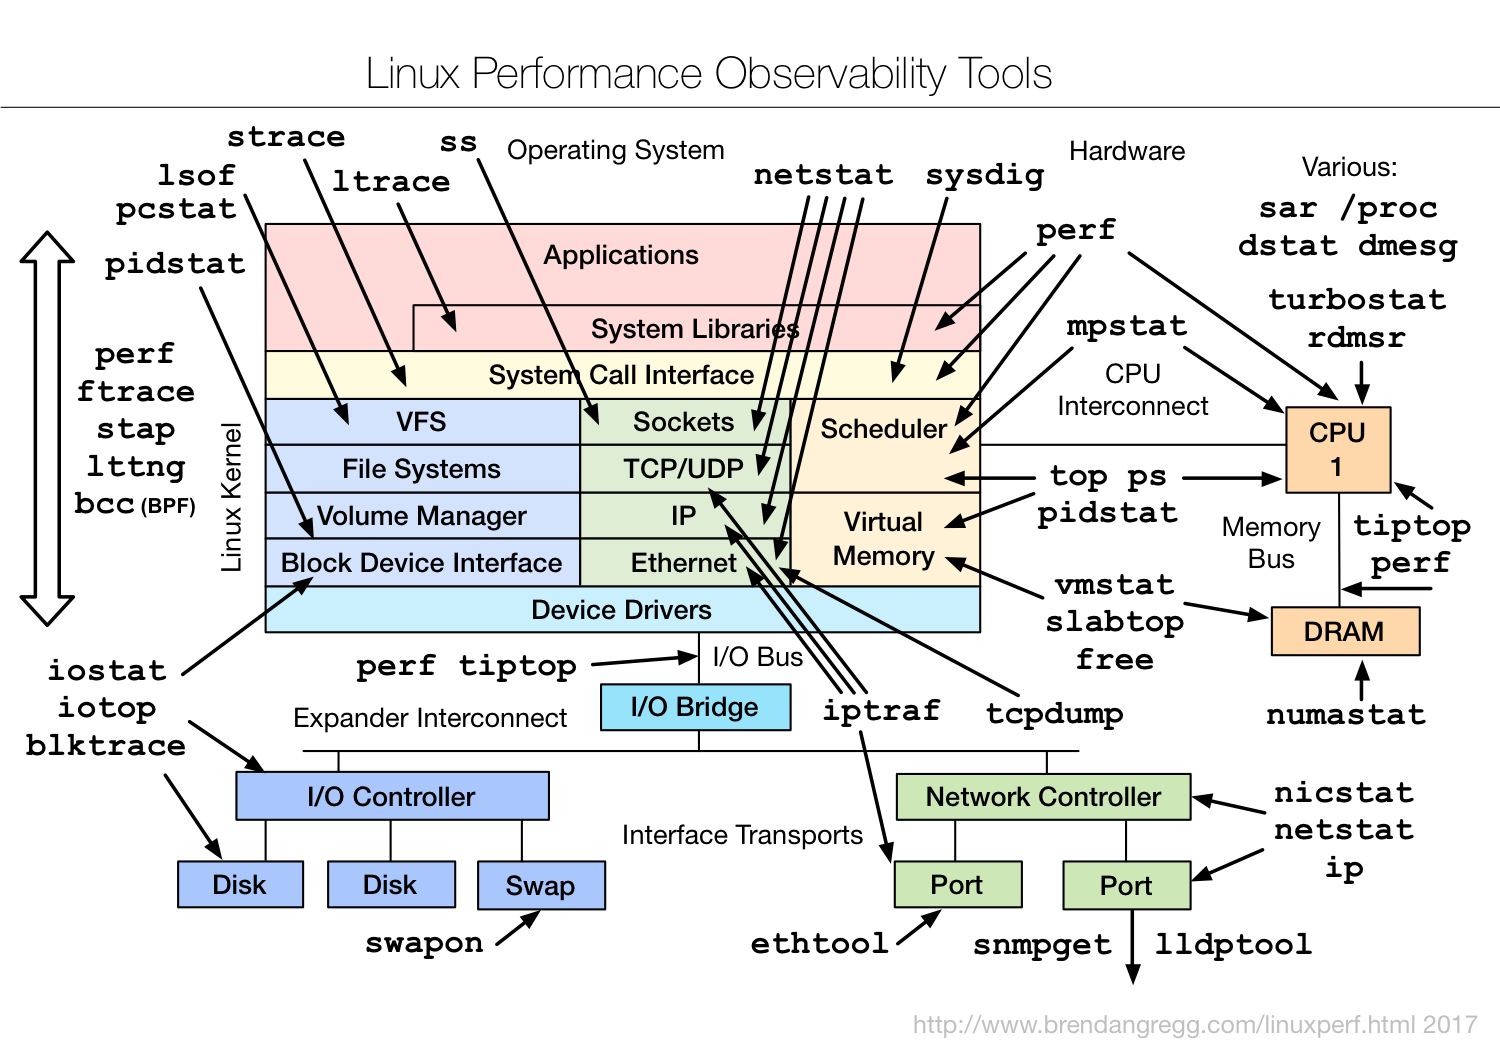 Linux Performance Observability Tools
strace
ss
Operating System
Hardware
Various:
lsof
ltrace
netstat
sysdig
pcstat
sar /proc
dstat dmesg
perf
pidstat
Applications
turbostat
rdmsr
mpstat
System Libraries
perf
ftrace
stap
lttng
bcc (BPF)
Linux Kernel
System Call Interface
CPU
Interconnect
VFS
Sockets
Scheduler
CPU
1
File Systems
TCP/UDP
top ps
pidstat
Volume Manager
IP
Virtual
Memory
Memory
Bus
tiptop
perf
Block Device Interface
Ethernet
vmstat
slabtop
free
Device Drivers
DRAM
iostat
iotop
blktrace
perf tiptop
I/O Bus
I/O Bridge
Expander Interconnect
iptraf
tcpdump
numastat
I/O Controller
Network Controller
nicstat
netstat
ip
Interface Transports
Disk
Disk
Swap
Port
Port
swapon
ethtool
snmpget
lldptool
http://www.brendangregg.com/linuxperf.html 2017